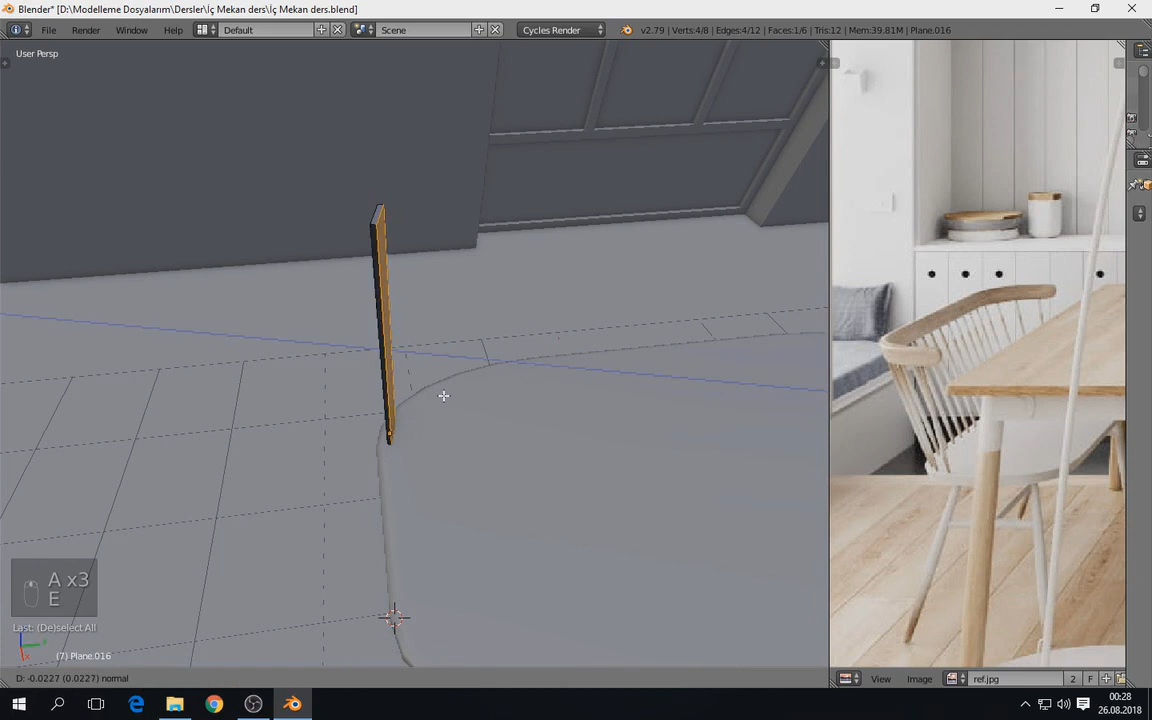 Blender* [D:\Modelleme Dosyalarım\Dersler\İç Mekan ders\İç Mekan ders.blend]
File Render Window Help Default Scene Cycles Render v2.79 | Verts:4/8 | Edges:4/12 | Faces:1/6 | Tris:12 | Mem:39.81M | Plane.016
User Persp
A x3
E
Last: (De)select All
(7) Plane.016
D: -0.0227 (0.0227) normal
View Image ref.jpg 2 F
00:28
26.08.2018